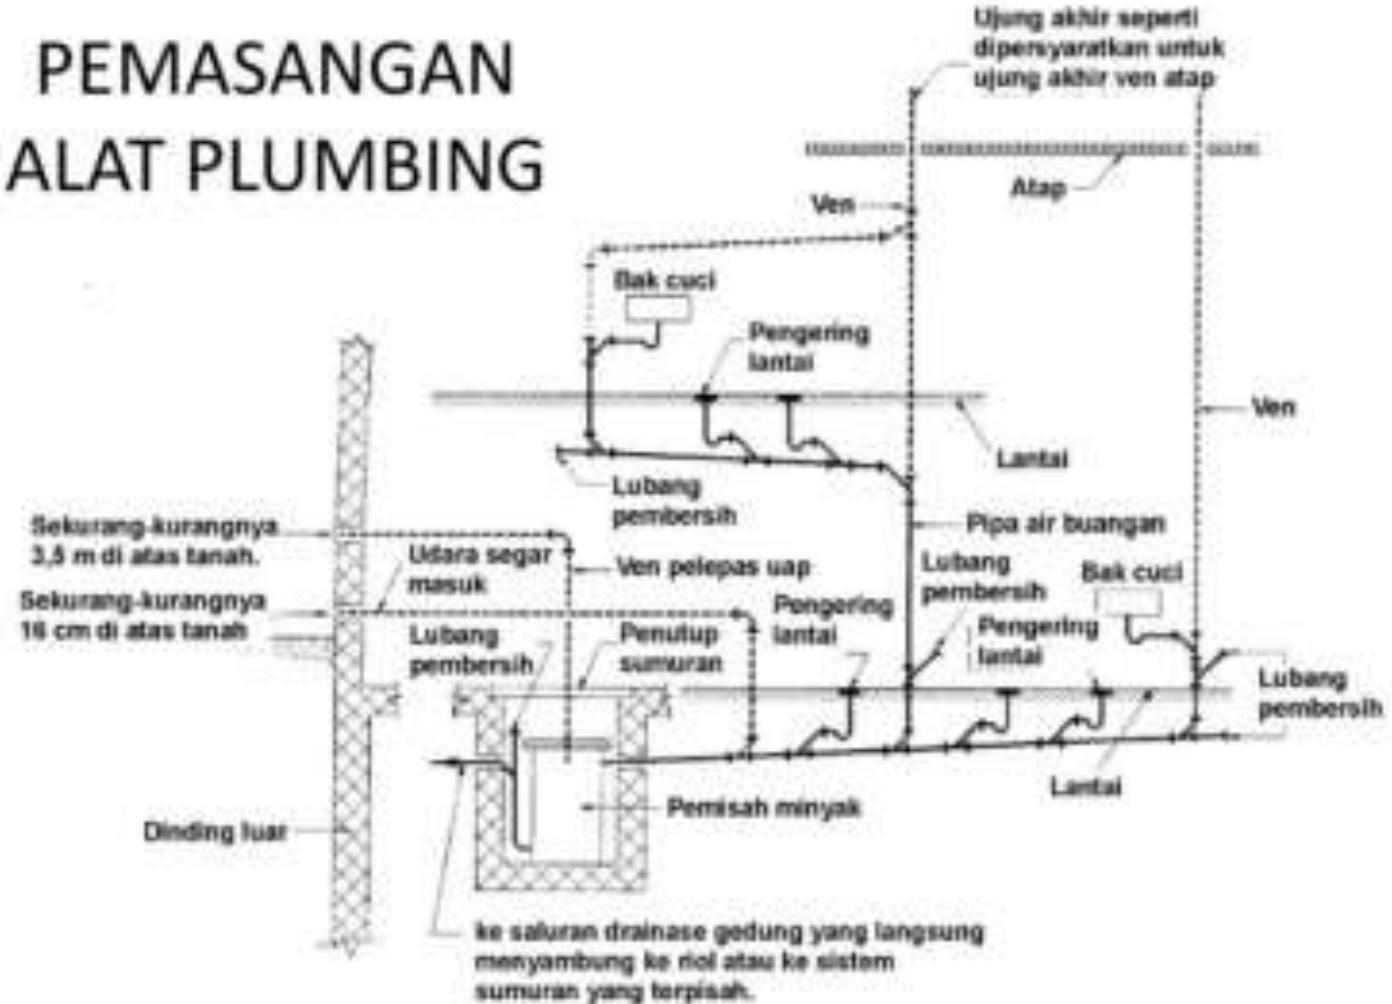 PEMASANGAN
ALAT PLUMBING
Ujung akhir seperti
dipersyaratkan untuk
ujung akhir ven atap
Atap
Ven
Bak cuci
Pengering
lantai
Ven
Lantai
Lubang
pembersih
Sekurang-kurangnya
3,5 m di atas tanah.
Udara segar
masuk
Ven pelepas uap
Pipa air buangan
Lubang
pembersih
Bak cuci
Sekurang-kurangnya
16 cm di atas tanah
Lubang
pembersih
Penutup
sumuran
Pengering
lantai
Pengering
lantai
Lubang
pembersih
Lantai
Pemisah minyak
Dinding luar
ke saluran drainase gedung yang langsung
menyambung ke riol atau ke sistem
sumuran yang terpisah.